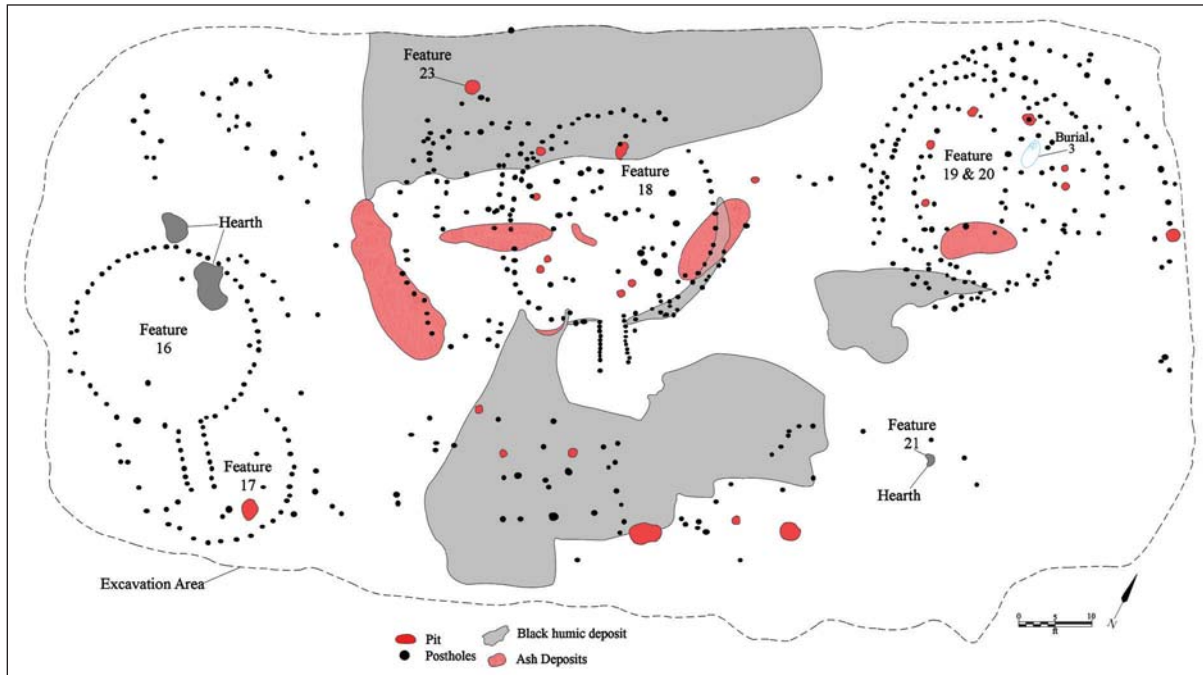 Feature
23
Feature
18
Burial
3
Feature
19 & 20
Hearth
Feature
16
Feature
17
Feature
21
Hearth
Excavation Area
0 5 10
ft
N
Pit
Postholes
Black humic deposit
Ash Deposits